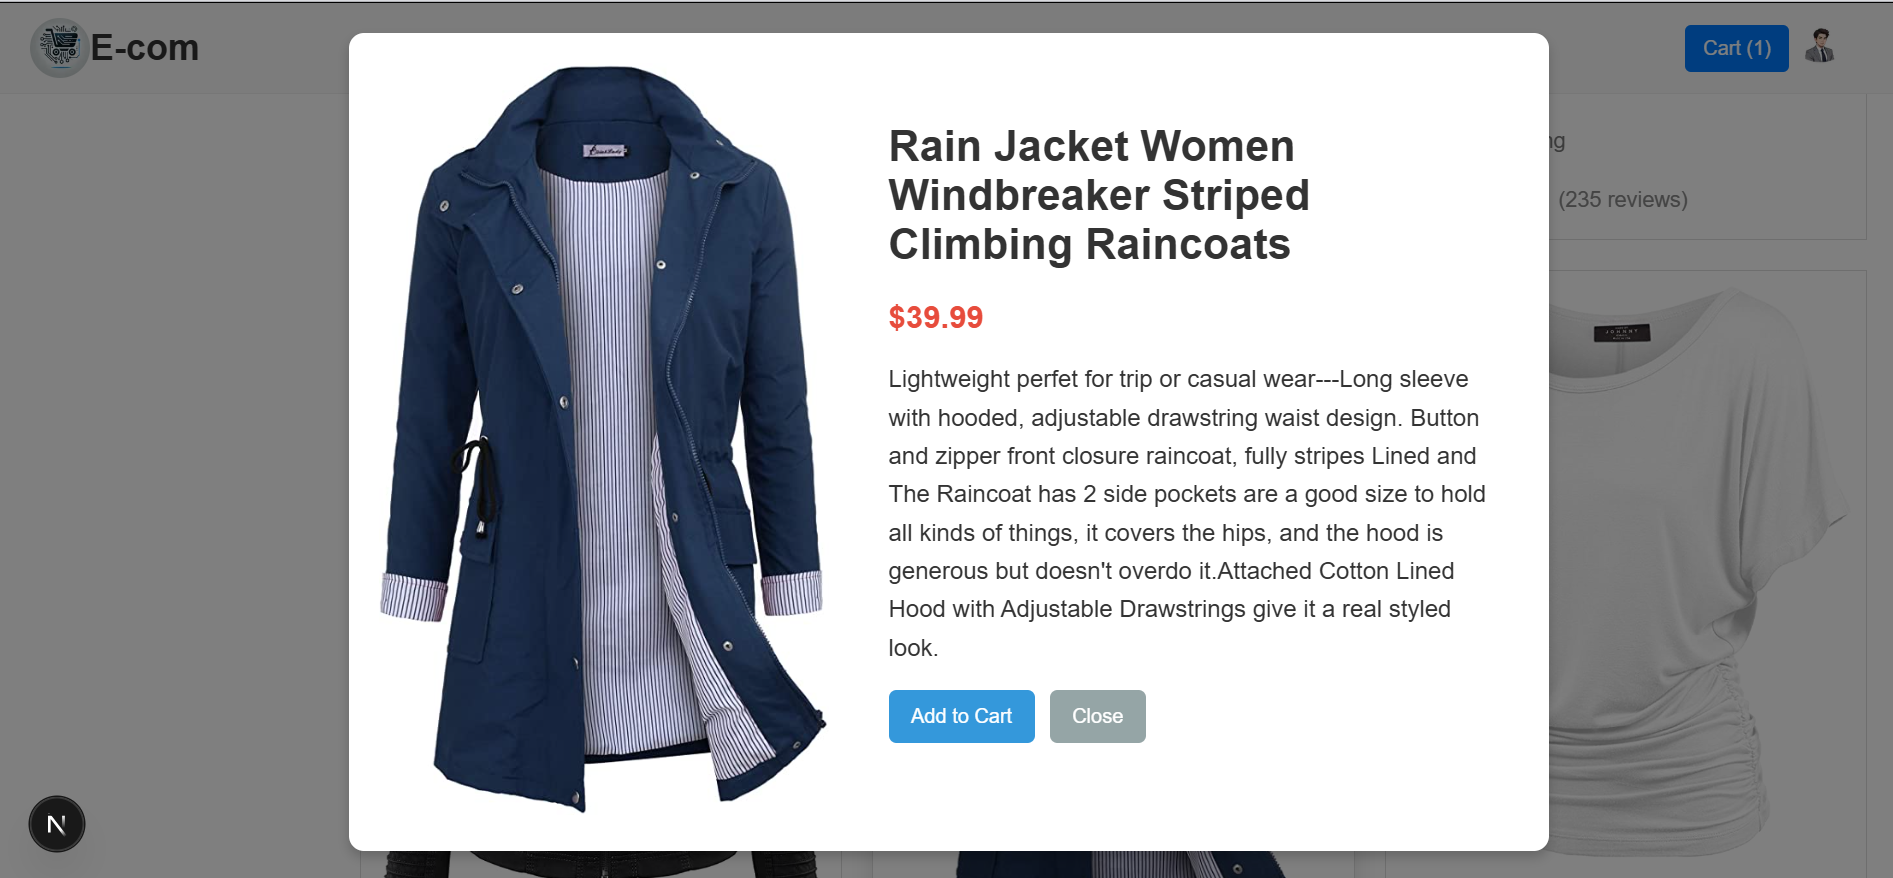 E-com
Cart (1)
Rain Jacket Women
Windbreaker Striped
Climbing Raincoats
$39.99
Lightweight perfet for trip or casual wear---Long sleeve
with hooded, adjustable drawstring waist design. Button
and zipper front closure raincoat, fully stripes Lined and
The Raincoat has 2 side pockets are a good size to hold
all kinds of things, it covers the hips, and the hood is
generous but doesn't overdo it.Attached Cotton Lined
Hood with Adjustable Drawstrings give it a real styled
look.
Add to Cart
Close
ng
(235 reviews)
JOHNNY
N